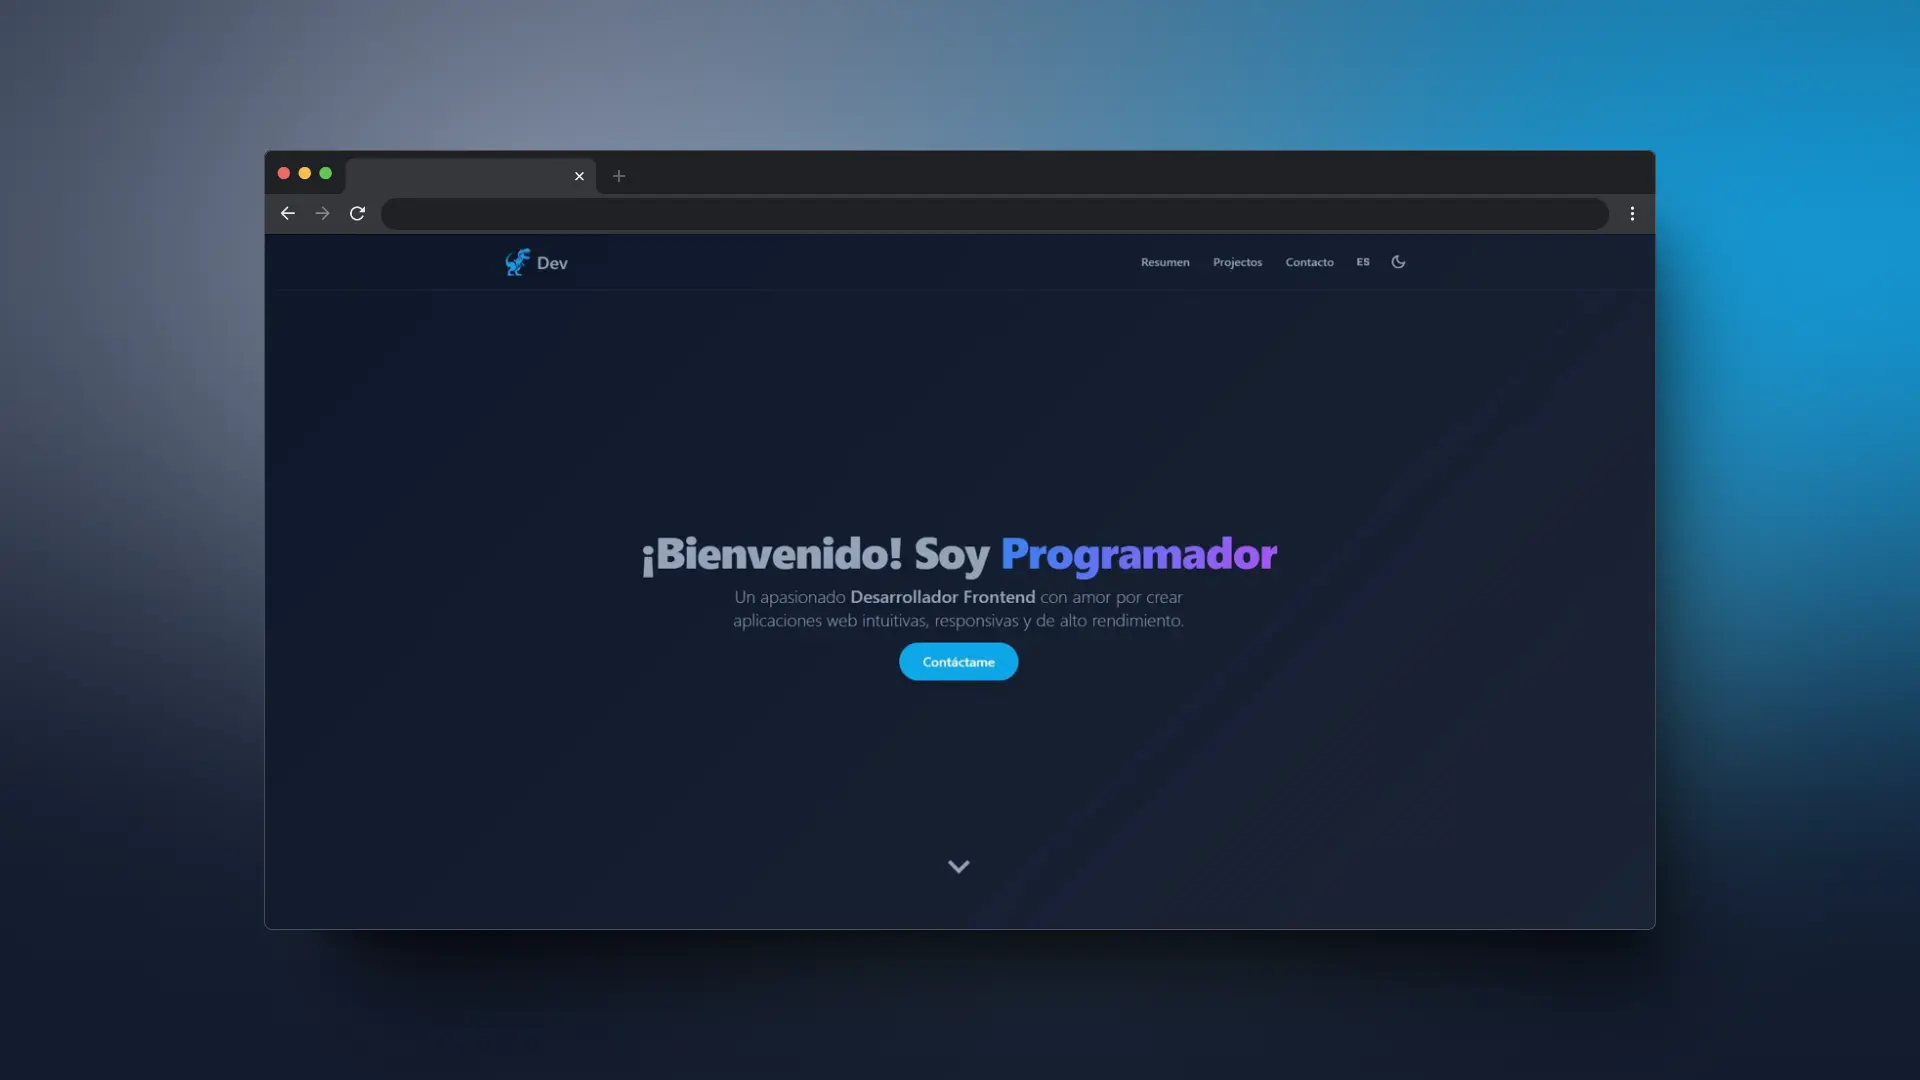 Dev
Resumen Projectos Contacto ES
¡Bienvenido! Soy Programador
Un apasionado Desarrollador Frontend con amor por crear
aplicaciones web intuitivas, responsivas y de alto rendimiento.
Contáctame